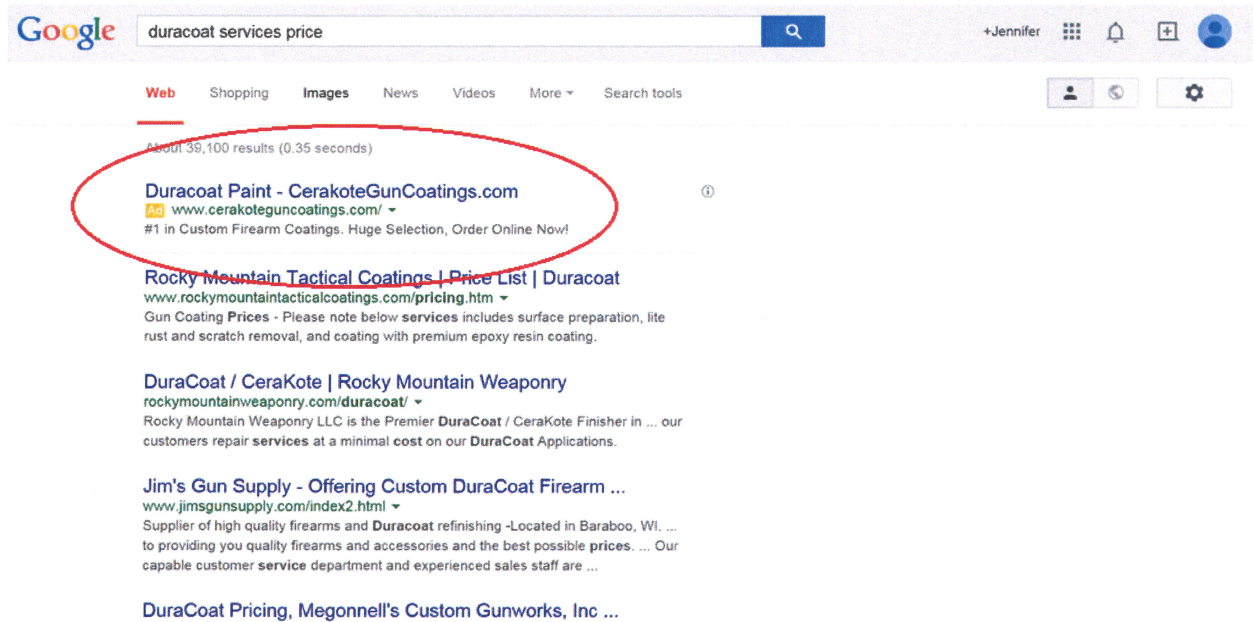 Google duracoat services price +Jennifer
Web Shopping Images News Videos More Search tools
About 39,100 results (0.35 seconds)
Duracoat Paint - CerakoteGunCoatings.com
Ad www.cerakoteguncoatings.com/
#1 in Custom Firearm Coatings. Huge Selection, Order Online Now!
Rocky Mountain Tactical Coatings | Price List | Duracoat
www.rockymountaintacticalcoatings.com/pricing.htm
Gun Coating Prices - Please note below services includes surface preparation, lite
rust and scratch removal, and coating with premium epoxy resin coating.
DuraCoat / CeraKote | Rocky Mountain Weaponry
rockymountainweaponry.com/duracoat/
Rocky Mountain Weaponry LLC is the Premier DuraCoat / CeraKote Finisher in ... our
customers repair services at a minimal cost on our DuraCoat Applications.
Jim's Gun Supply - Offering Custom DuraCoat Firearm ...
www.jimsgunsupply.com/index2.html
Supplier of high quality firearms and Duracoat refinishing -Located in Baraboo, WI. ...
to providing you quality firearms and accessories and the best possible prices. ... Our
capable customer service department and experienced sales staff are ...
DuraCoat Pricing, Megonnell's Custom Gunworks, Inc ...